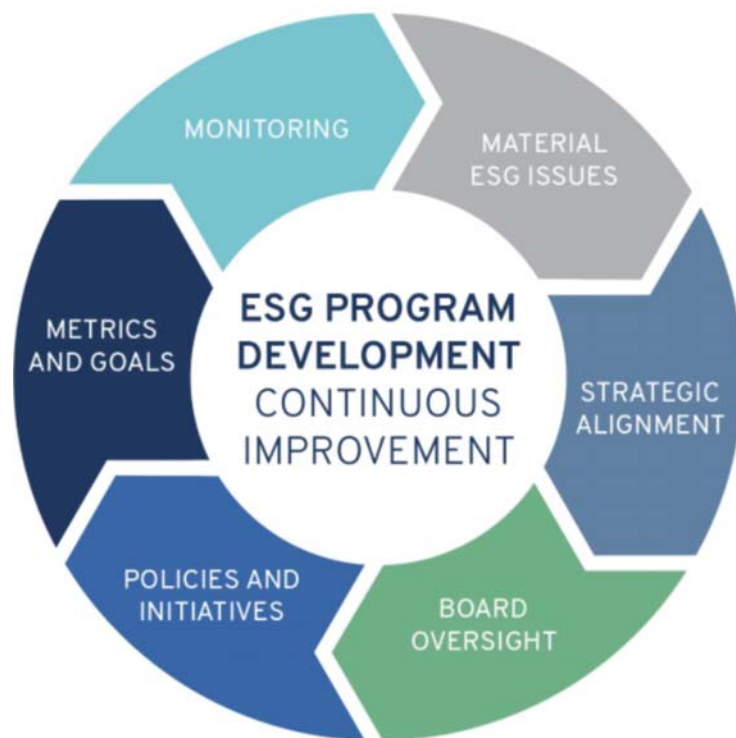 MONITORING
MATERIAL
ESG ISSUES
METRICS
AND GOALS
ESG PROGRAM
DEVELOPMENT
CONTINUOUS
IMPROVEMENT
STRATEGIC
ALIGNMENT
POLICIES AND
INITIATIVES
BOARD
OVERSIGHT